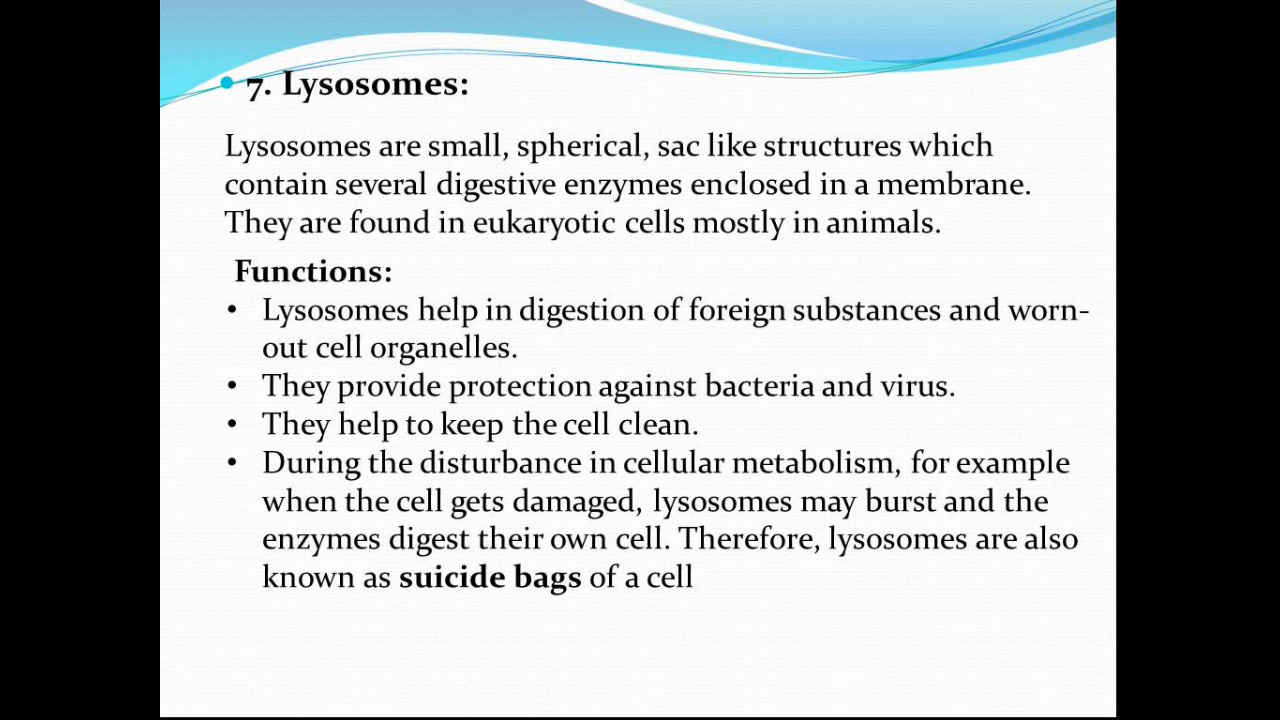 • 7. Lysosomes:
Lysosomes are small, spherical, sac like structures which
contain several digestive enzymes enclosed in a membrane.
They are found in eukaryotic cells mostly in animals.
Functions:
• Lysosomes help in digestion of foreign substances and worn-
out cell organelles.
• They provide protection against bacteria and virus.
• They help to keep the cell clean.
• During the disturbance in cellular metabolism, for example
when the cell gets damaged, lysosomes may burst and the
enzymes digest their own cell. Therefore, lysosomes are also
known as suicide bags of a cell